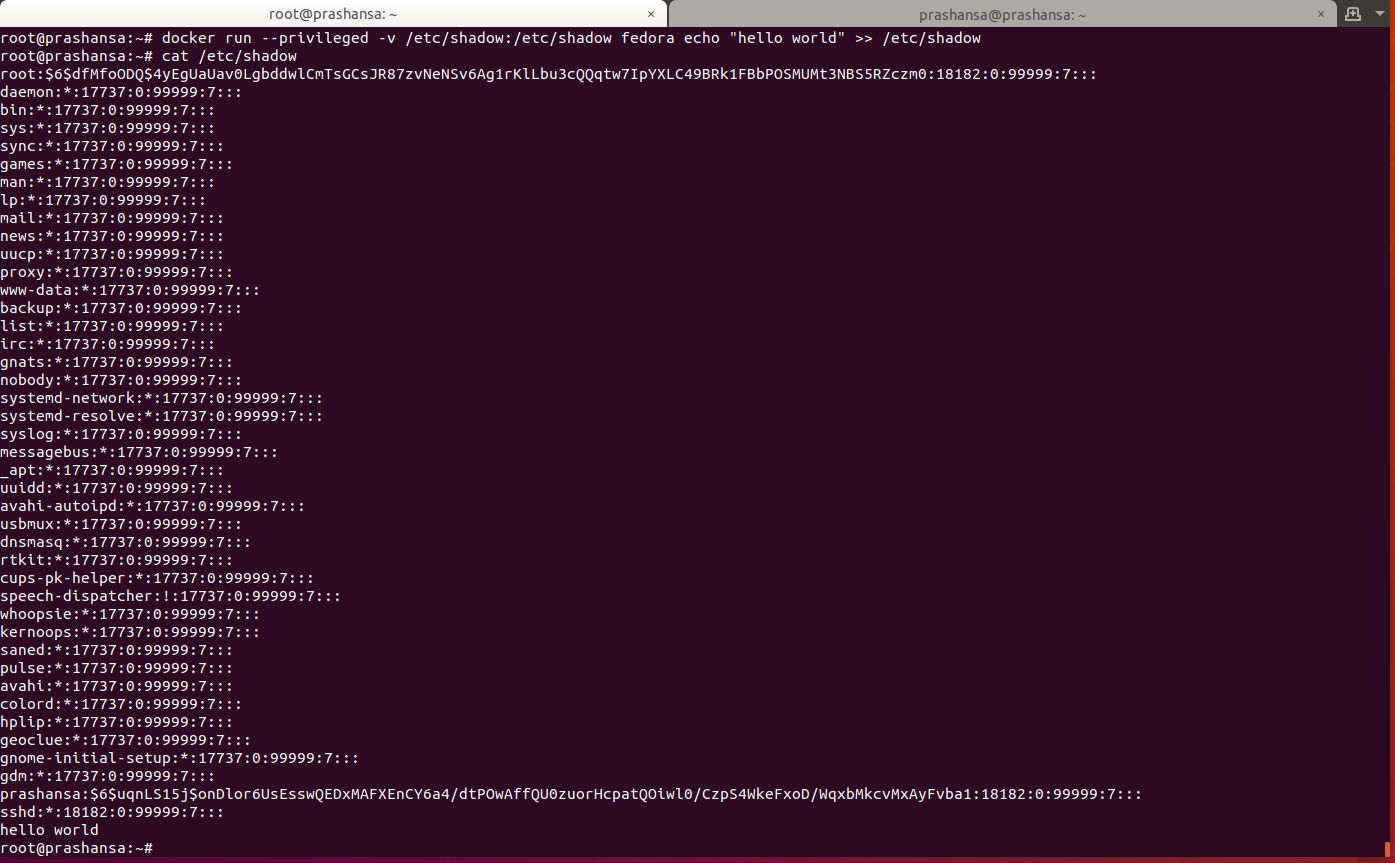 root@prashansa: ~ × prashansa@prashansa: ~ ×
root@prashansa:~# docker run --privileged -v /etc/shadow:/etc/shadow fedora echo "hello world" >> /etc/shadow
root@prashansa:~# cat /etc/shadow
root:$6$dfMfoODQ$4yEgUaUav0LgbddwlCmTsGCsJR87zvNeNSv6Ag1rKlLbu3cQQqtw7IpYXLC49BRk1FBbPOSMUMt3NBS5RZczm0:18182:0:99999:7:::
daemon:*:17737:0:99999:7:::
bin:*:17737:0:99999:7:::
sys:*:17737:0:99999:7:::
sync:*:17737:0:99999:7:::
games:*:17737:0:99999:7:::
man:*:17737:0:99999:7:::
lp:*:17737:0:99999:7:::
mail:*:17737:0:99999:7:::
news:*:17737:0:99999:7:::
uucp:*:17737:0:99999:7:::
proxy:*:17737:0:99999:7:::
www-data:*:17737:0:99999:7:::
backup:*:17737:0:99999:7:::
list:*:17737:0:99999:7:::
irc:*:17737:0:99999:7:::
gnats:*:17737:0:99999:7:::
nobody:*:17737:0:99999:7:::
systemd-network:*:17737:0:99999:7:::
systemd-resolve:*:17737:0:99999:7:::
syslog:*:17737:0:99999:7:::
messagebus:*:17737:0:99999:7:::
_apt:*:17737:0:99999:7:::
uuidd:*:17737:0:99999:7:::
avahi-autoipd:*:17737:0:99999:7:::
usbmux:*:17737:0:99999:7:::
dnsmasq:*:17737:0:99999:7:::
rtkit:*:17737:0:99999:7:::
cups-pk-helper:*:17737:0:99999:7:::
speech-dispatcher:!:17737:0:99999:7:::
whoopsie:*:17737:0:99999:7:::
kernoops:*:17737:0:99999:7:::
saned:*:17737:0:99999:7:::
pulse:*:17737:0:99999:7:::
avahi:*:17737:0:99999:7:::
colord:*:17737:0:99999:7:::
hplip:*:17737:0:99999:7:::
geoclue:*:17737:0:99999:7:::
gnome-initial-setup:*:17737:0:99999:7:::
gdm:*:17737:0:99999:7:::
prashansa:$6$uqnLS15j$onDlor6UsEsswQEDxMAFXEnCY6a4/dtPOwAffQU0zuorHcpatQOiwl0/CzpS4WkeFxoD/WqxbMkcvMxAyFvba1:18182:0:99999:7:::
sshd:*:18182:0:99999:7:::
hello world
root@prashansa:~#